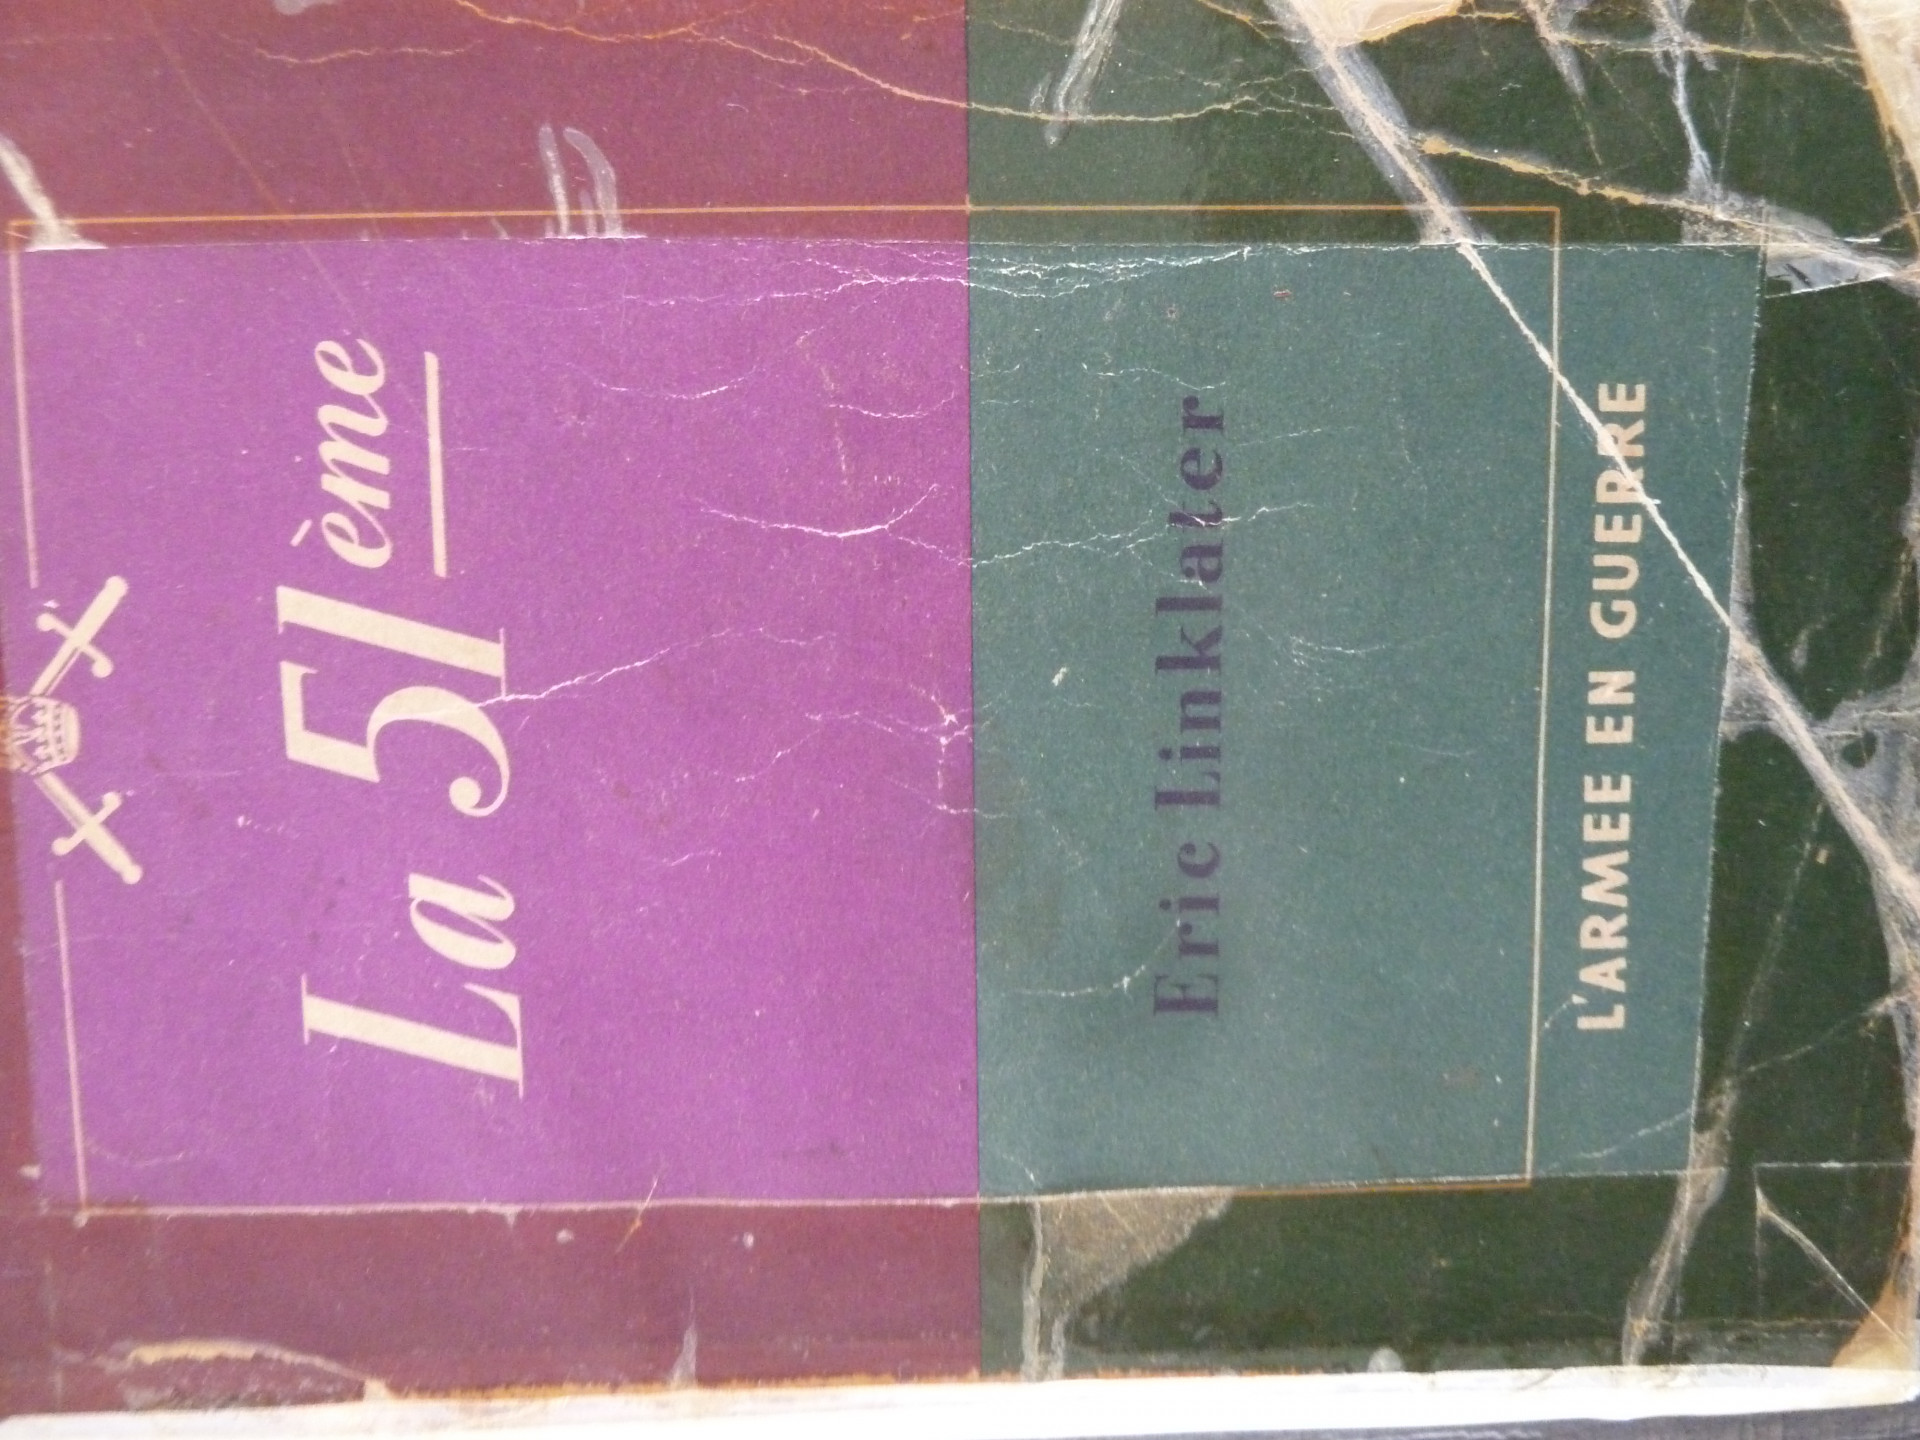 La 51ème
Eric Linklater
L'ARMEE EN GUERRE